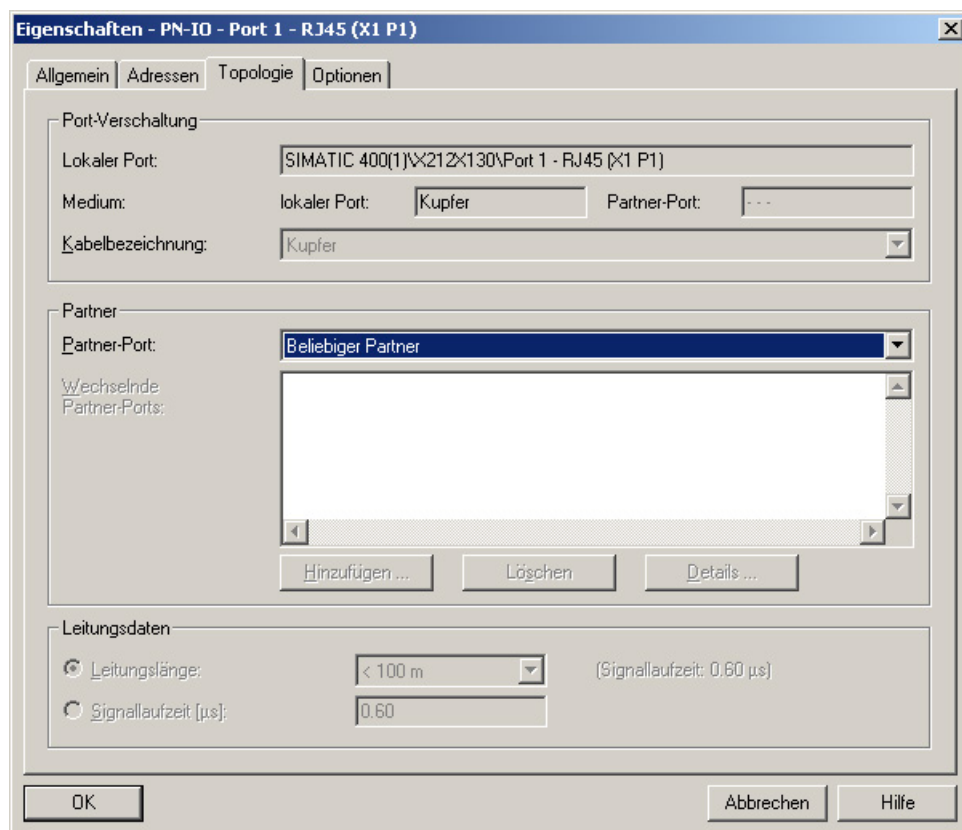 Eigenschaften - PN-IO - Port 1 - RJ45 (X1 P1)
Allgemein Adressen Topologie Optionen
Port-Verschaltung
Lokaler Port: SIMATIC 400(1)\X212X130\Port 1 - RJ45 (X1 P1)
Medium: lokaler Port: Kupfer Partner-Port: - - -
Kabelbezeichnung: Kupfer
Partner
Partner-Port: Beliebiger Partner
Wechselnde
Partner-Ports:
Hinzufügen ... Löschen Details ...
Leitungsdaten
Leitungslänge: < 100 m (Signallaufzeit: 0.60 µs)
Signallaufzeit [µs]: 0.60
OK Abbrechen Hilfe